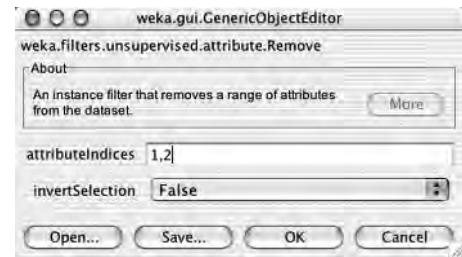 weka.gui.GenericObjectEditor
weka.filters.unsupervised.attribute.Remove
About
An instance filter that removes a range of attributes
from the dataset.
More
attributeIndices 1,2
invertSelection False
Open... Save... OK Cancel